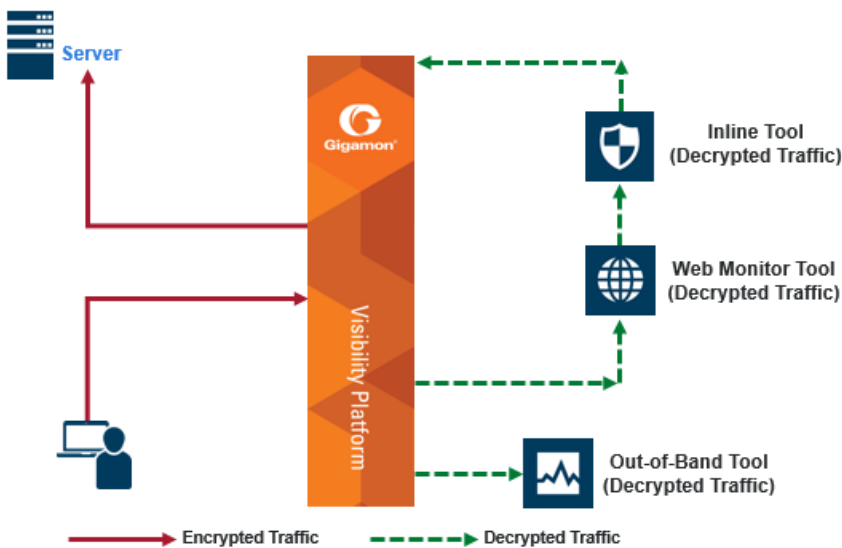 Server
Gigamon®
Inline Tool
(Decrypted Traffic)
Web Monitor Tool
(Decrypted Traffic)
Visibility Platform
Out-of-Band Tool
(Decrypted Traffic)
Encrypted Traffic
Decrypted Traffic